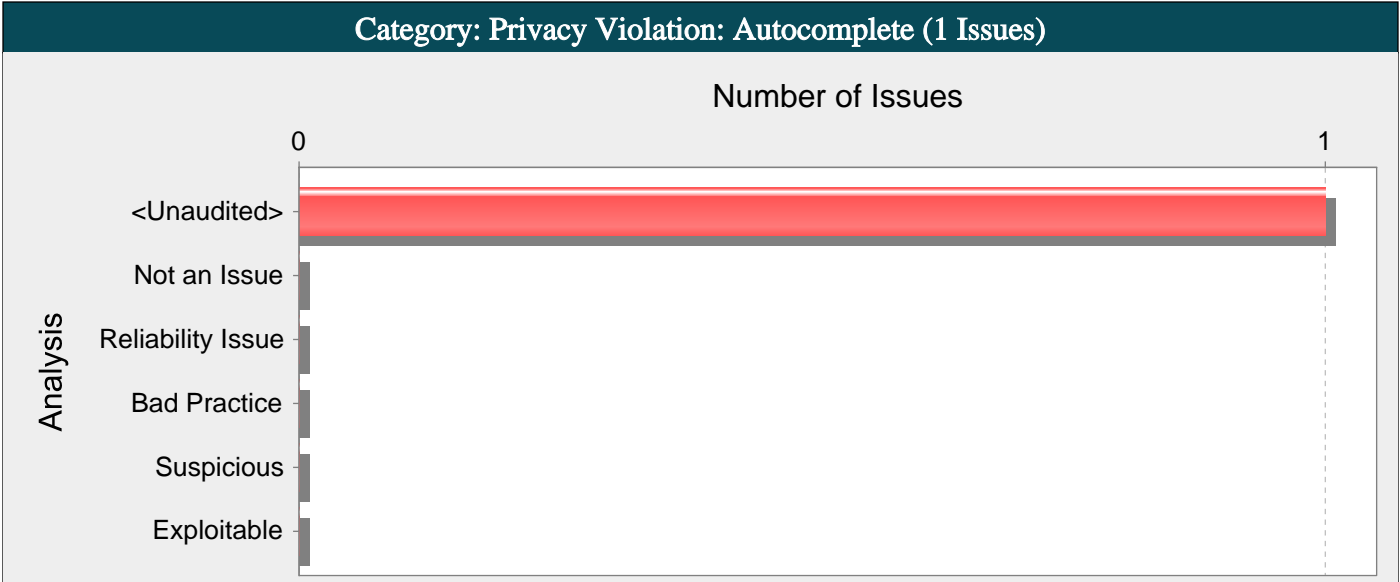 Category: Privacy Violation: Autocomplete (1 Issues)
Number of Issues
0 1
<Unaudited>
Not an Issue
Reliability Issue
Bad Practice
Suspicious
Exploitable
Analysis